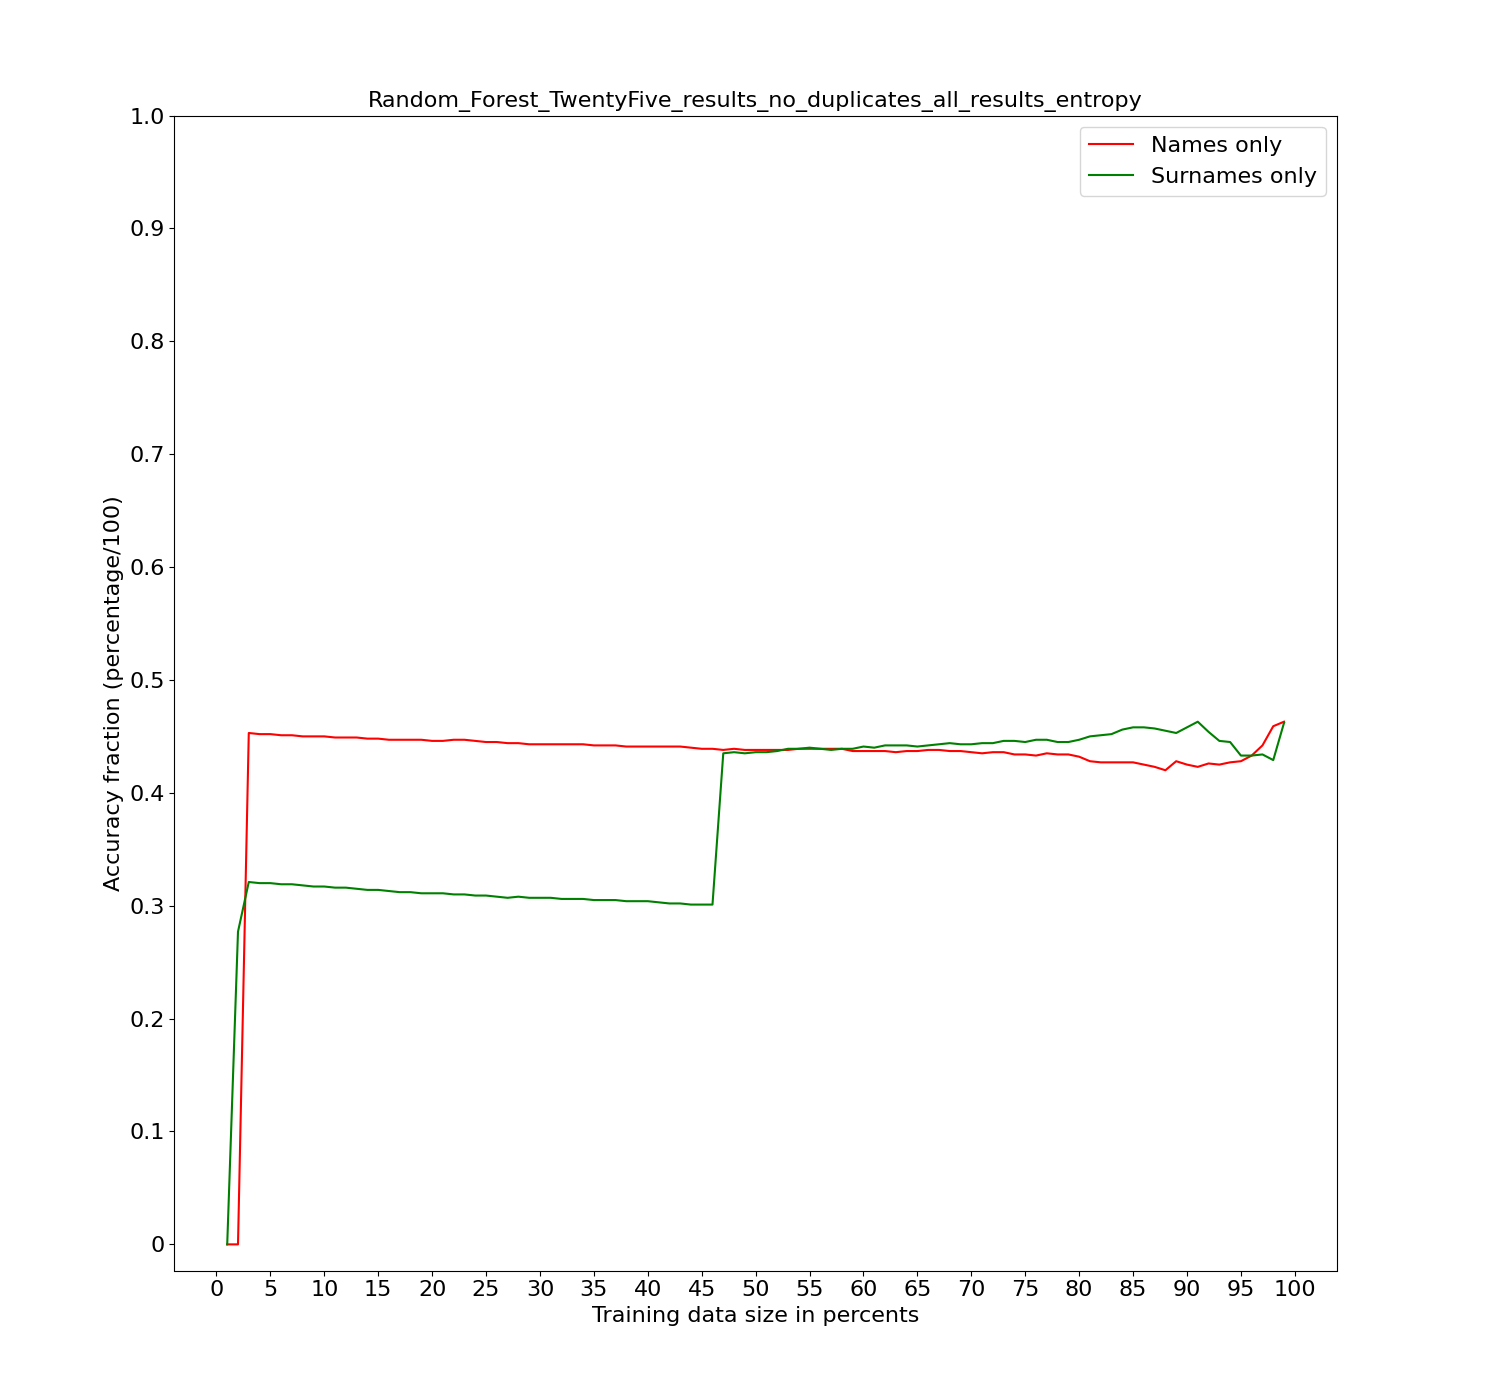 Random_Forest_TwentyFive_results_no_duplicates_all_results_entropy
Names only
Surnames only
Accuracy fraction (percentage/100)
1.0
0.9
0.8
0.7
0.6
0.5
0.4
0.3
0.2
0.1
0
0 5 10 15 20 25 30 35 40 45 50 55 60 65 70 75 80 85 90 95 100
Training data size in percents